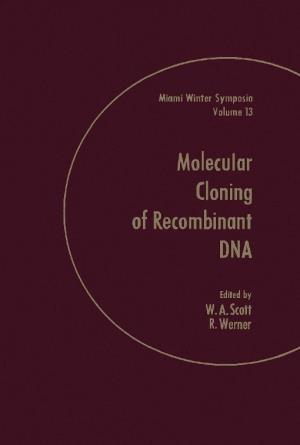 Miami Winter Symposia
Volume 13
Molecular
Cloning
of Recombinant
DNA
Edited by
W. A. Scott
R. Werner